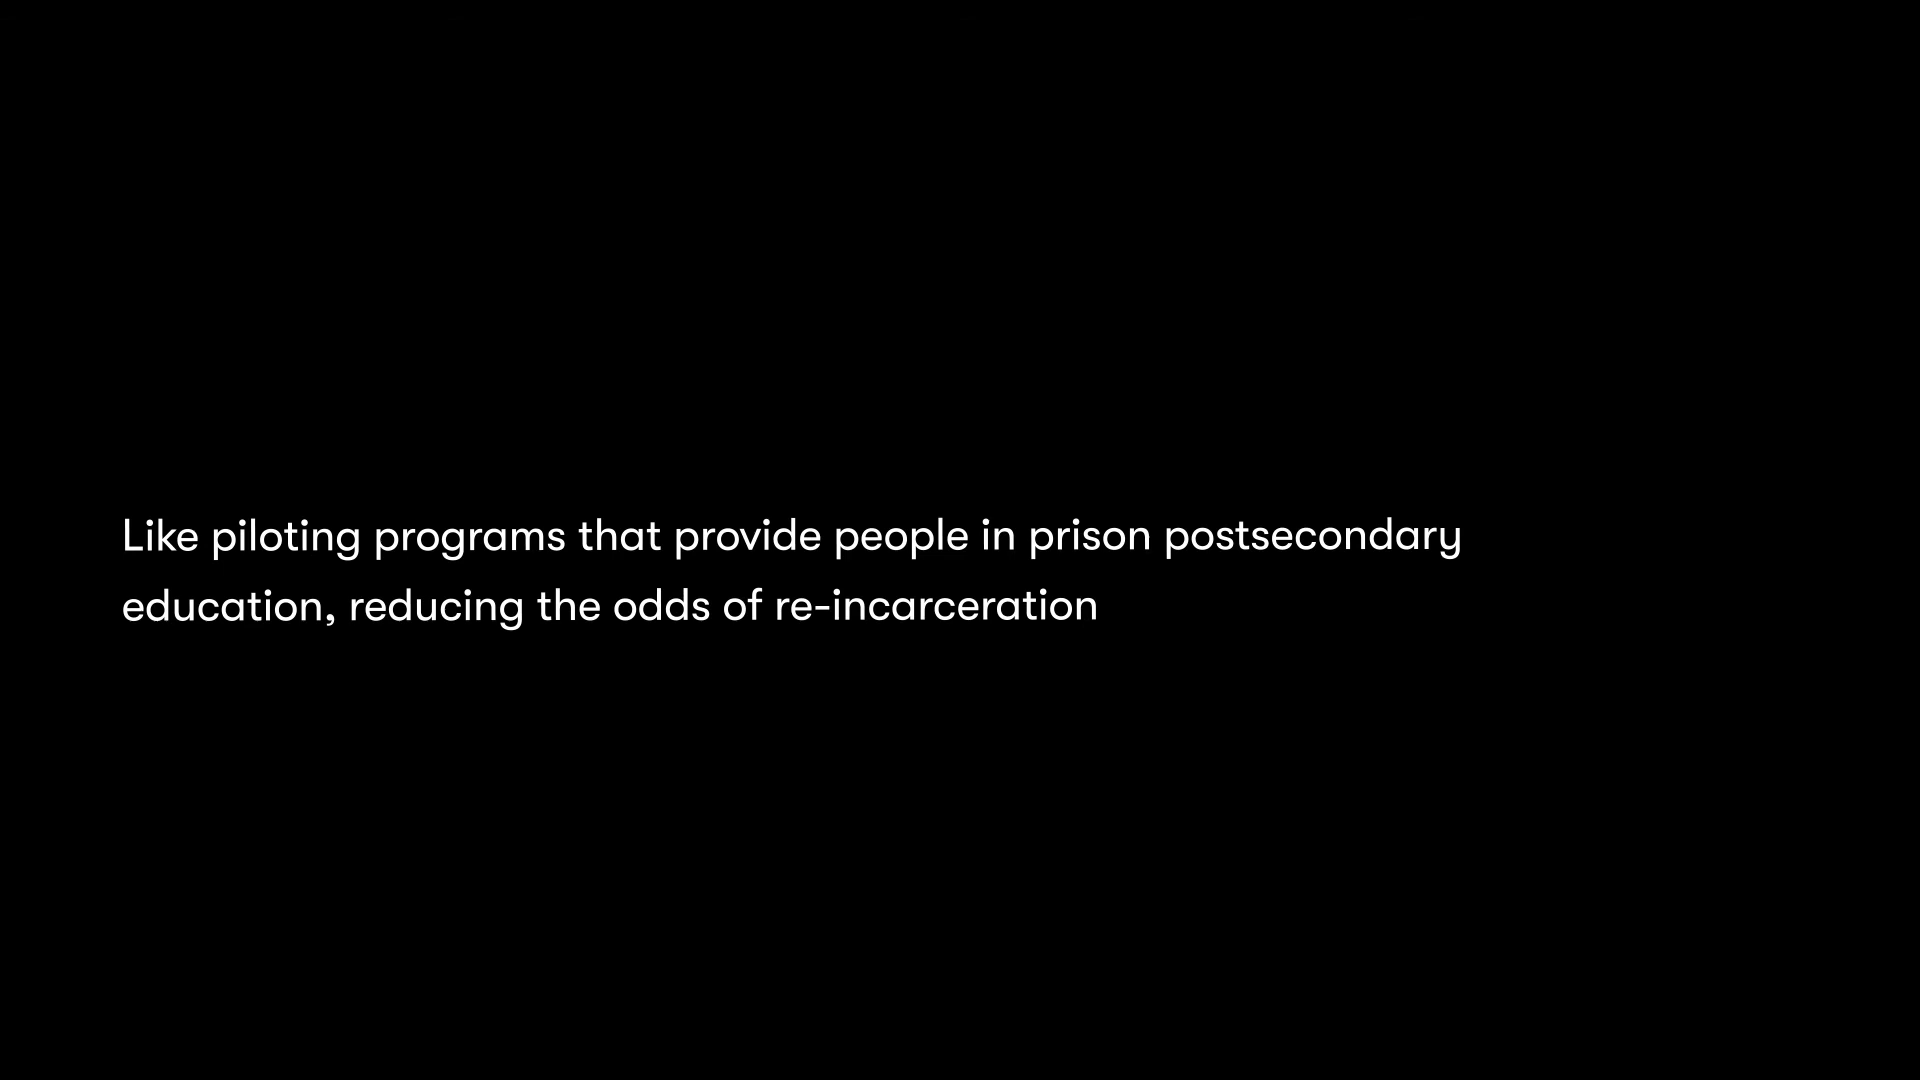 Like piloting programs that provide people in prison postsecondary
education, reducing the odds of re-incarceration